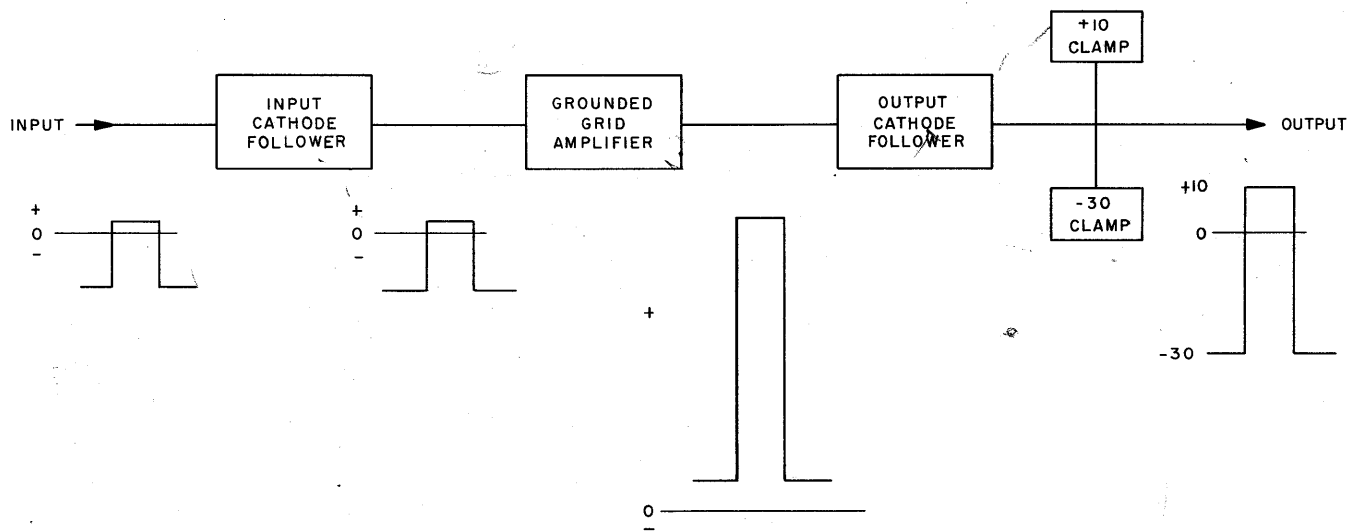 +10
CLAMP
INPUT
INPUT
CATHODE
FOLLOWER
GROUNDED
GRID
AMPLIFIER
OUTPUT
CATHODE
FOLLOWER
OUTPUT
-30
CLAMP
+
0
-
+
0
-
+
0
-
+10
0
-30